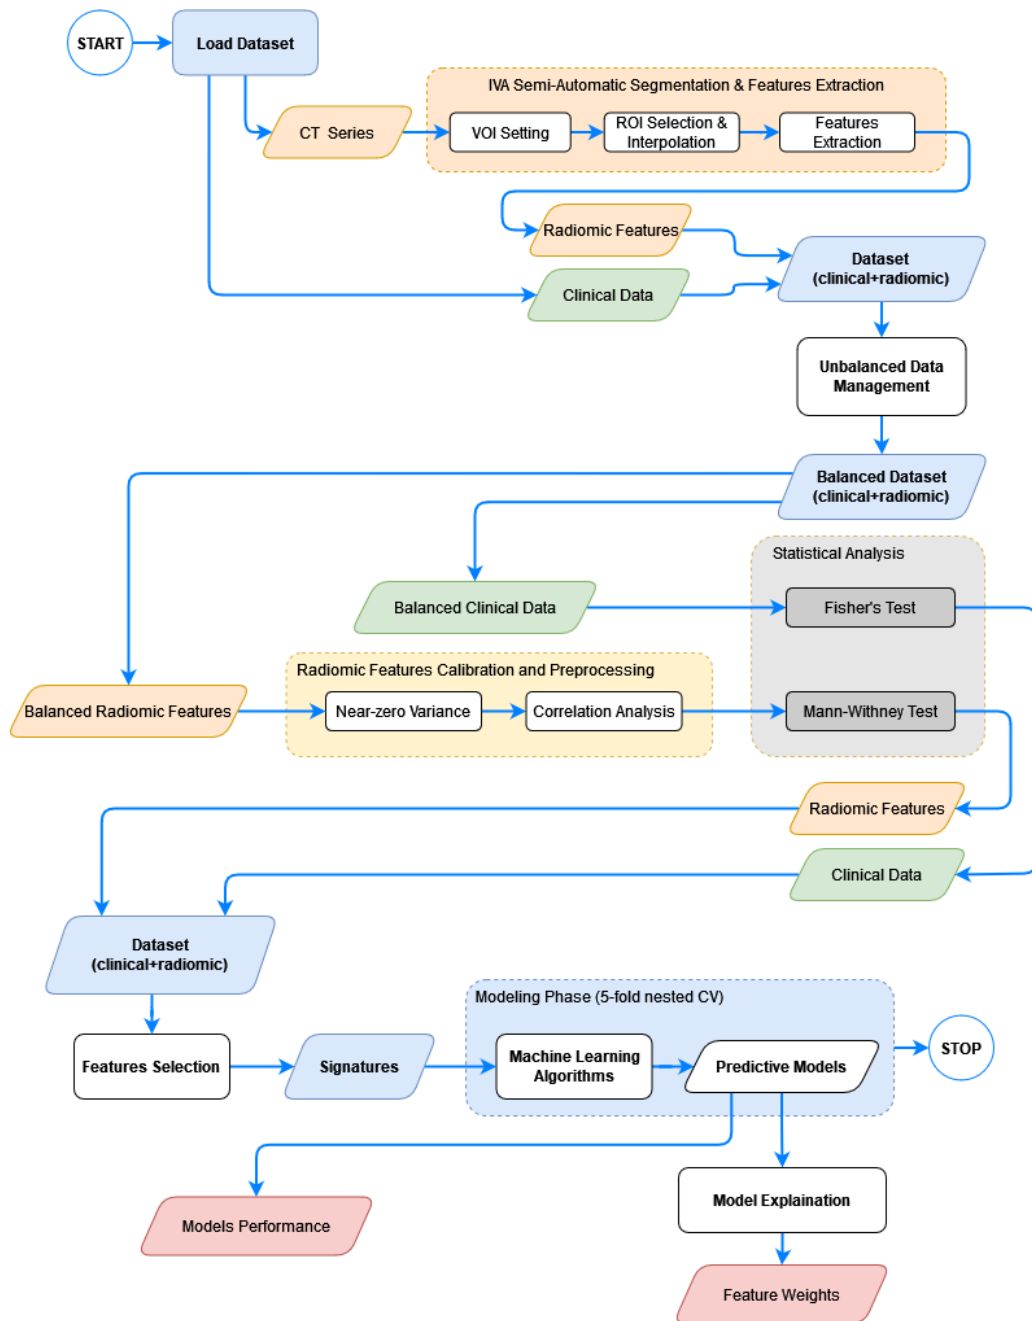 START
Load Dataset
IVA Semi-Automatic Segmentation & Features Extraction
CT Series
VOI Setting
ROI Selection &
Interpolation
Features
Extraction
Radiomic Features
Dataset
(clinical+radiomic)
Clinical Data
Unbalanced Data
Management
Balanced Dataset
(clinical+radiomic)
Statistical Analysis
Balanced Clinical Data
Fisher's Test
Radiomic Features Calibration and Preprocessing
Balanced Radiomic Features
Near-zero Variance
Correlation Analysis
Mann-Withney Test
Radiomic Features
Clinical Data
Dataset
(clinical+radiomic)
Modeling Phase (5-fold nested CV)
Features Selection
Signatures
Machine Learning
Algorithms
Predictive Models
STOP
Model Explaination
Models Performance
Feature Weights